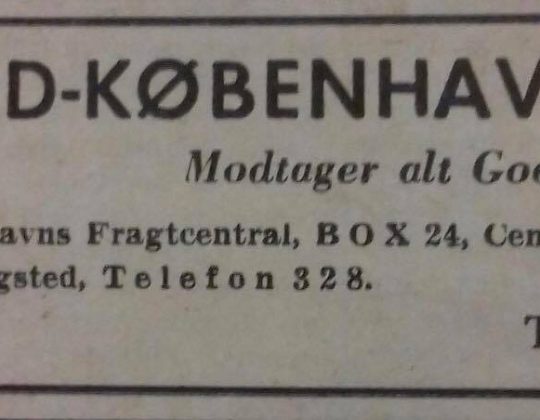 D-KØBENHAV
Modtager alt Go
avns Fragtcentral, BOX 24, Cen
gsted, Telefon 328.
T